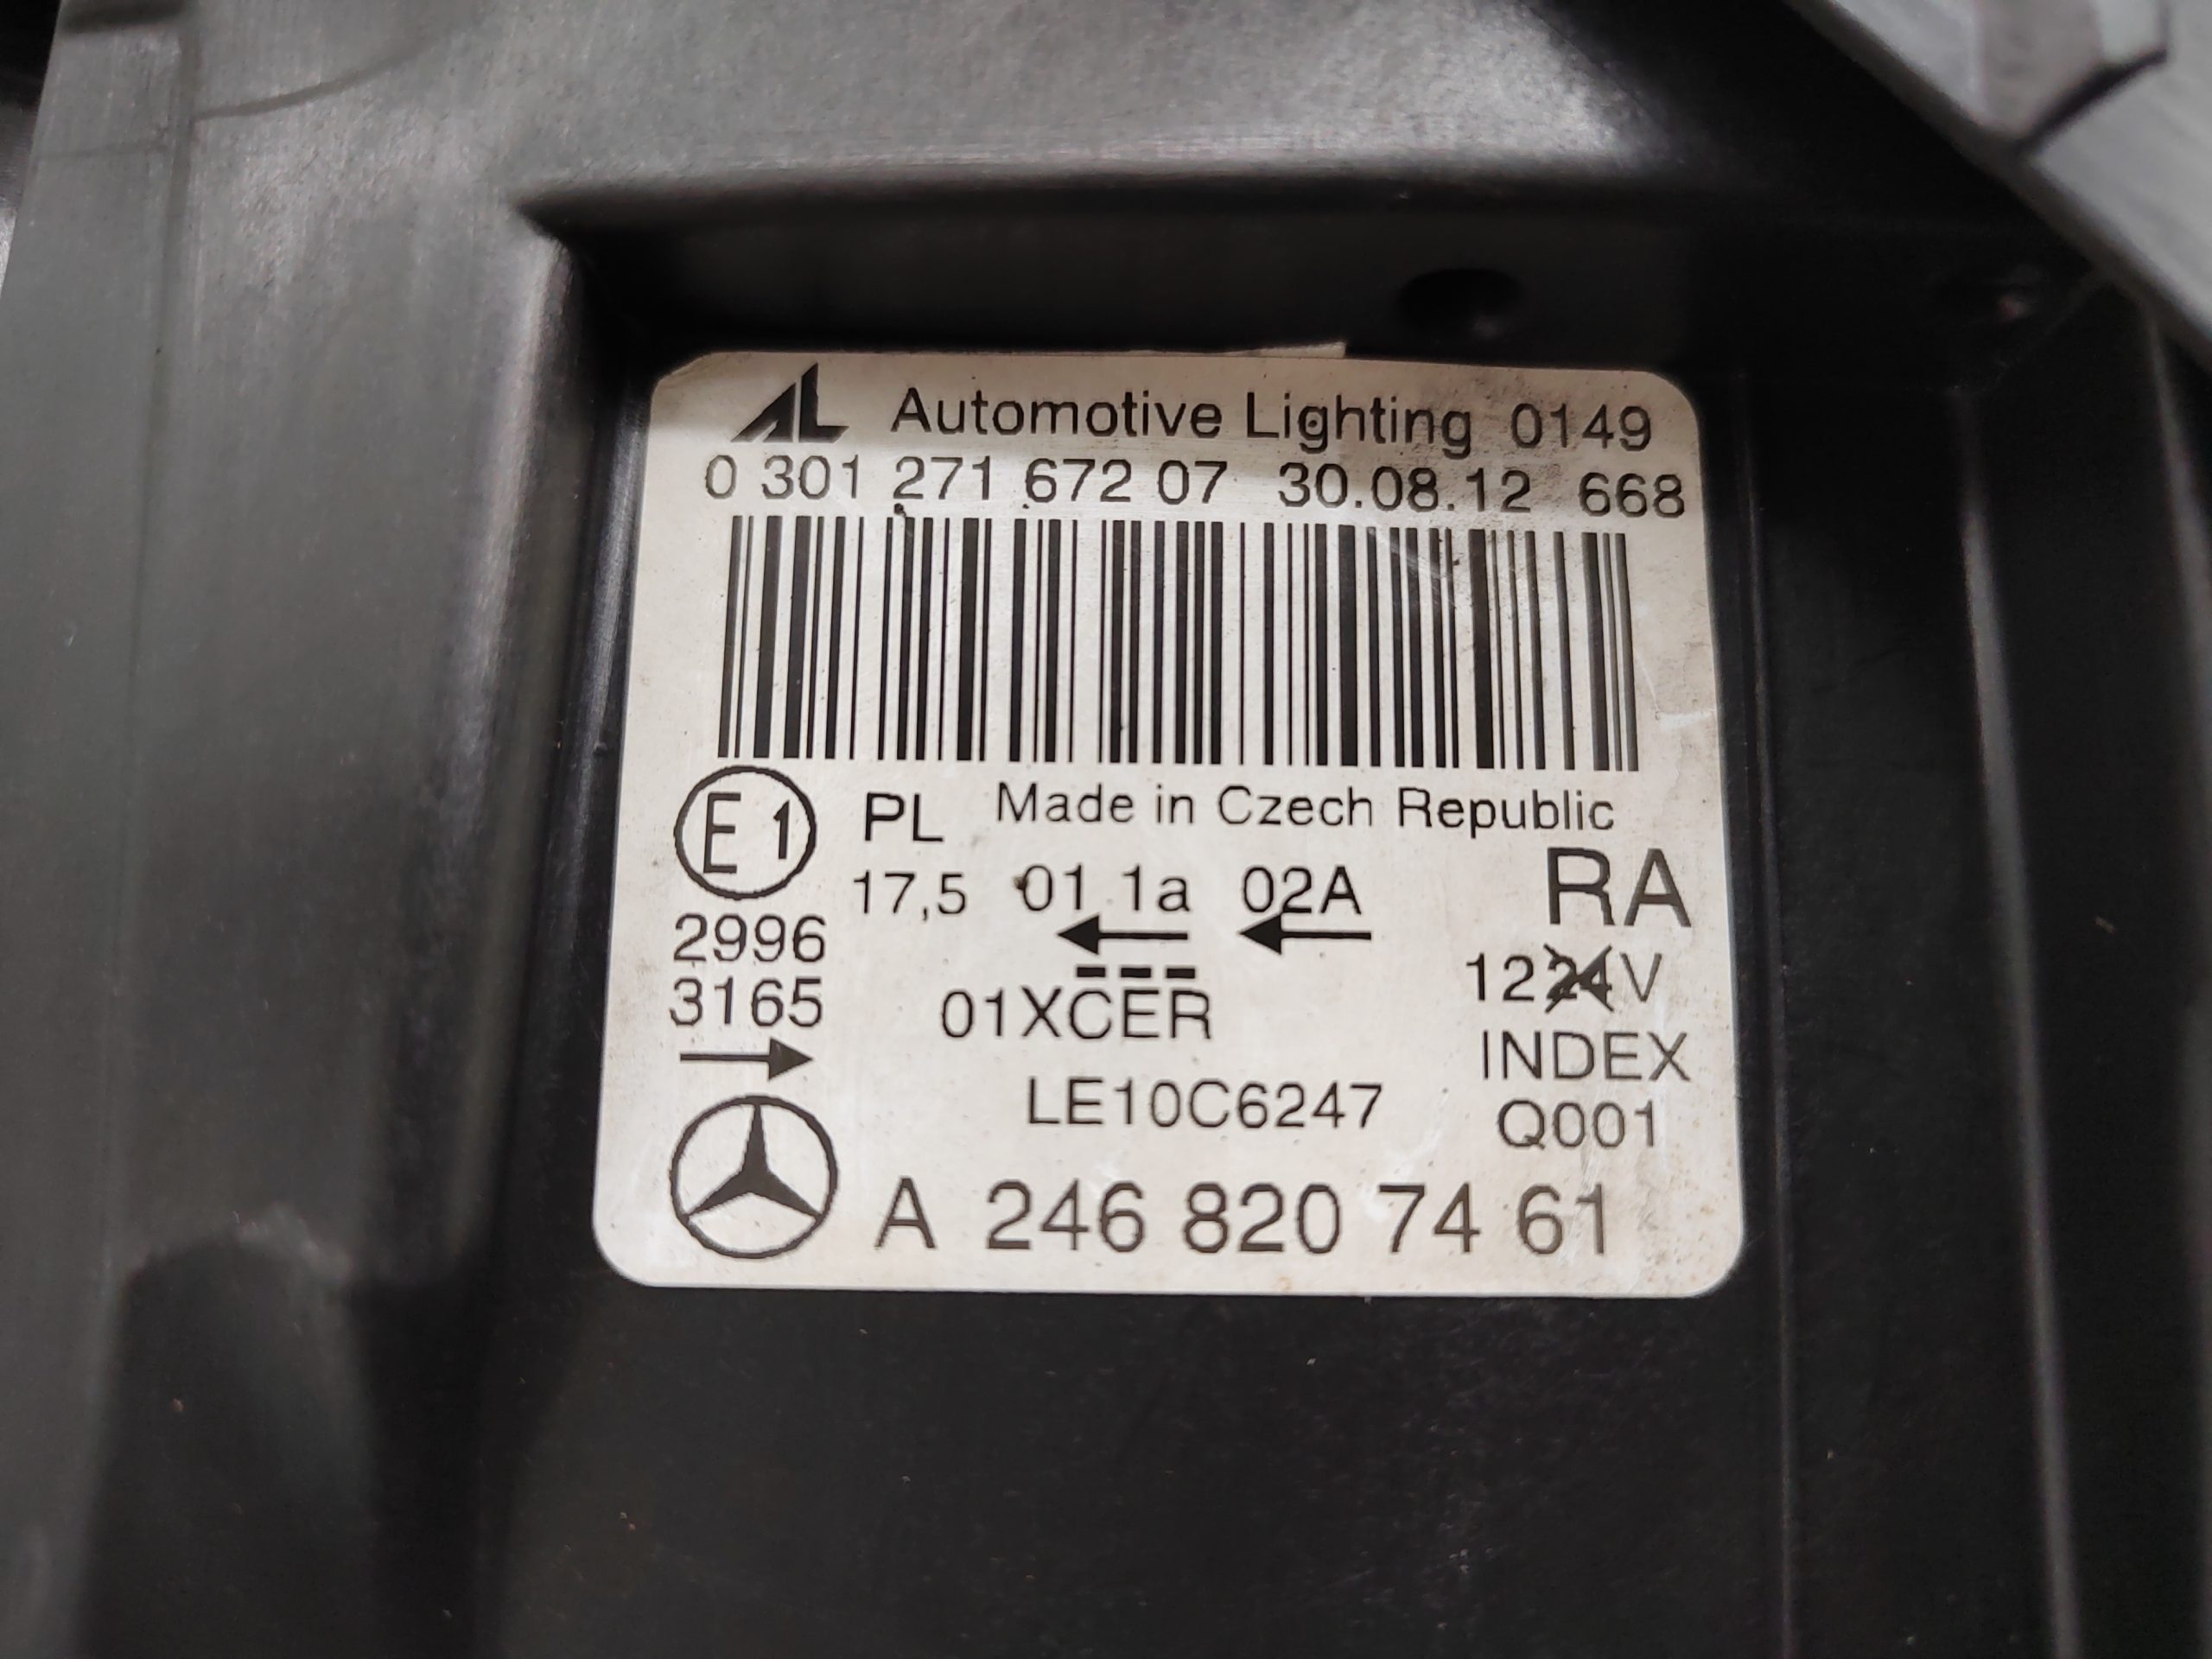 AL Automotive Lighting 0149
0 301 271 672 07 30.08.12 668
E1 PL Made in Czech Republic
17,5 01 1a 02A RA
2996
3165 01XCER 1224V
INDEX
LE10C6247 Q001
A 246 820 74 61